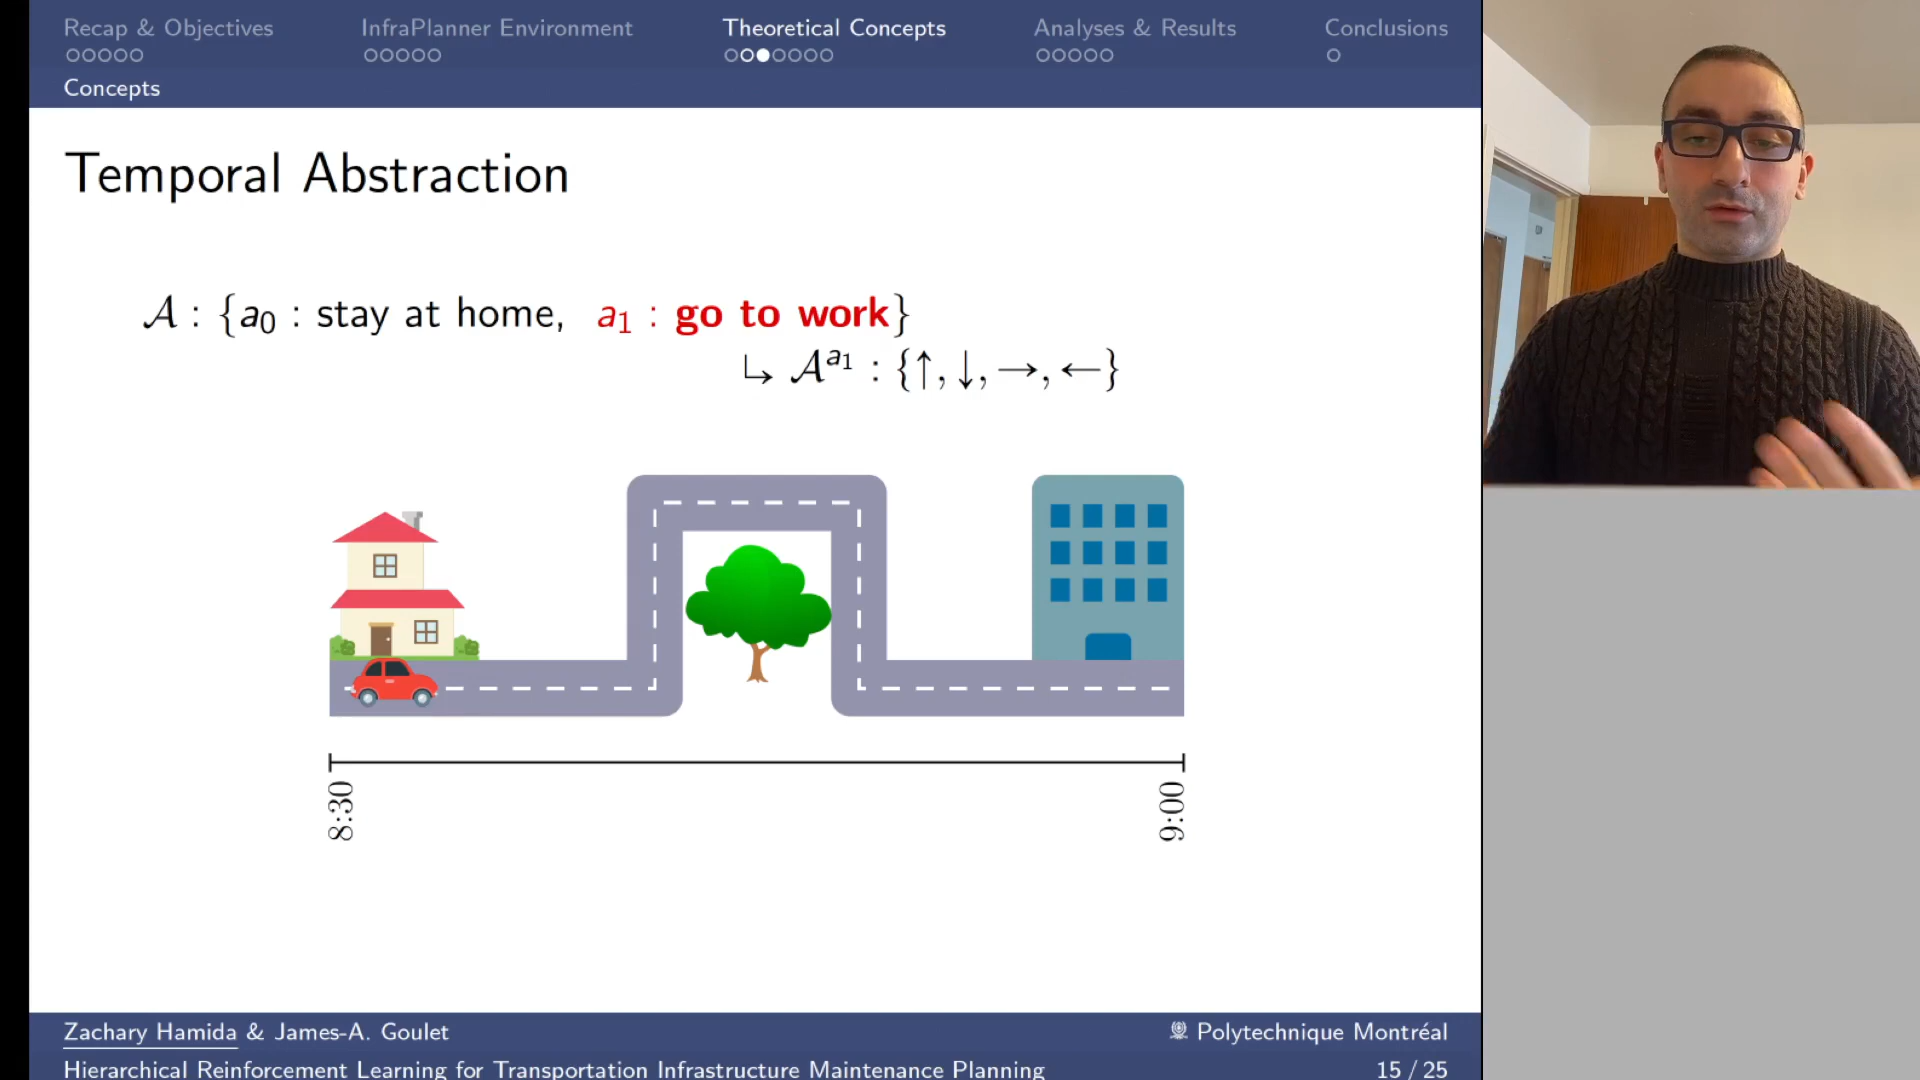 Recap & Objectives InfraPlanner Environment Theoretical Concepts Analyses & Results Conclusions
Concepts
Temporal Abstraction
𝒜 : {a₀ : stay at home, a₁ : go to work}
↳ 𝒜ᵃ¹ : {↑, ↓, →, ←}
8:30
9:00
Zachary Hamida & James-A. Goulet Polytechnique Montréal
Hierarchical Reinforcement Learning for Transportation Infrastructure Maintenance Planning 15 / 25